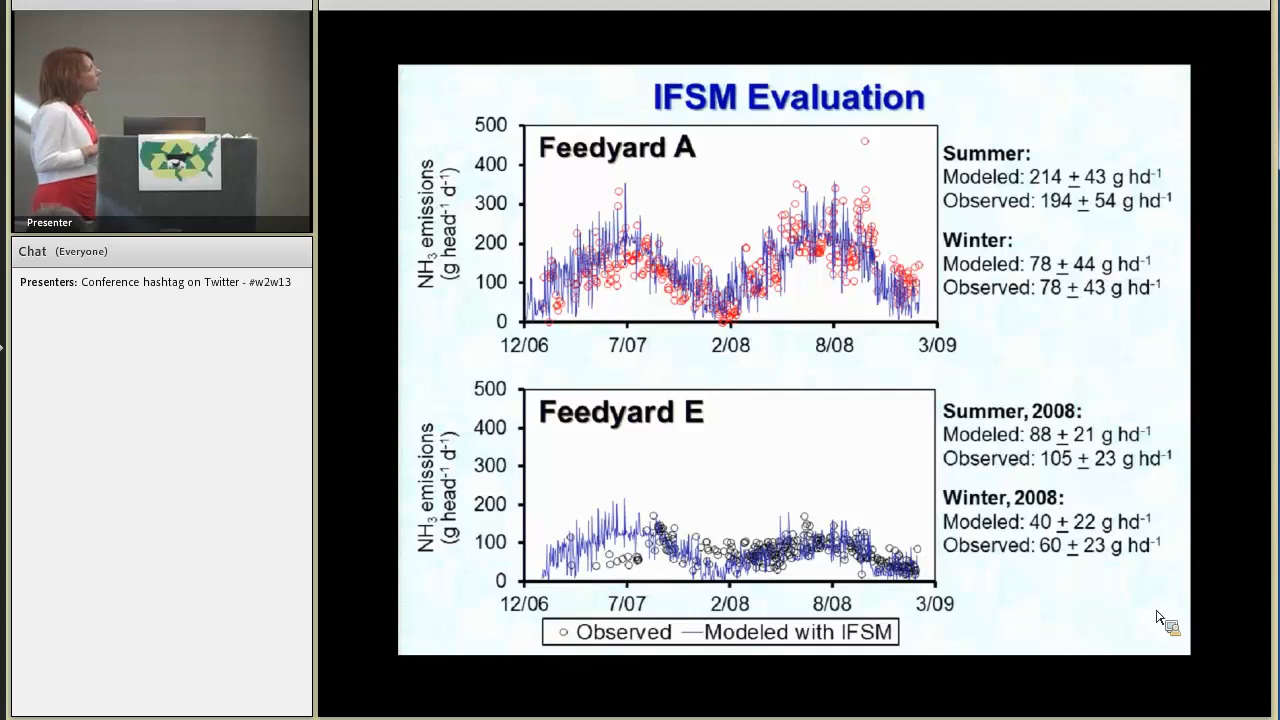 Presenter
Chat (Everyone)
Presenters: Conference hashtag on Twitter - #w2w13
IFSM Evaluation
Feedyard A
NH3 emissions
(g head-1 d-1)
500
400
300
200
100
0
12/06 7/07 2/08 8/08 3/09
Summer:
Modeled: 214 ± 43 g hd-1
Observed: 194 ± 54 g hd-1
Winter:
Modeled: 78 ± 44 g hd-1
Observed: 78 ± 43 g hd-1
Feedyard E
NH3 emissions
(g head-1 d-1)
500
400
300
200
100
0
12/06 7/07 2/08 8/08 3/09
Observed Modeled with IFSM
Summer, 2008:
Modeled: 88 ± 21 g hd-1
Observed: 105 ± 23 g hd-1
Winter, 2008:
Modeled: 40 ± 22 g hd-1
Observed: 60 ± 23 g hd-1